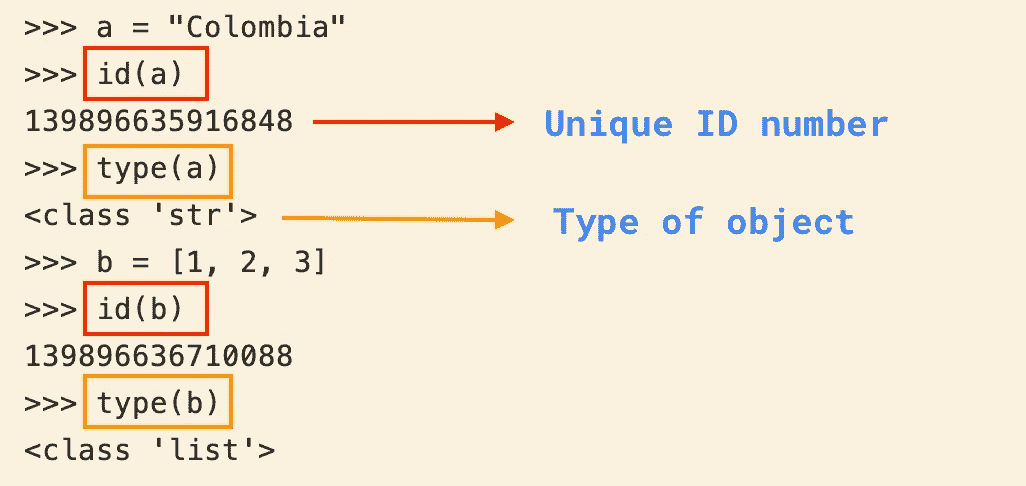 >>> a = "Colombia"
>>> id(a)
139896635916848 Unique ID number
>>> type(a)
<class 'str'> Type of object
>>> b = [1, 2, 3]
>>> id(b)
139896636710088
>>> type(b)
<class 'list'>